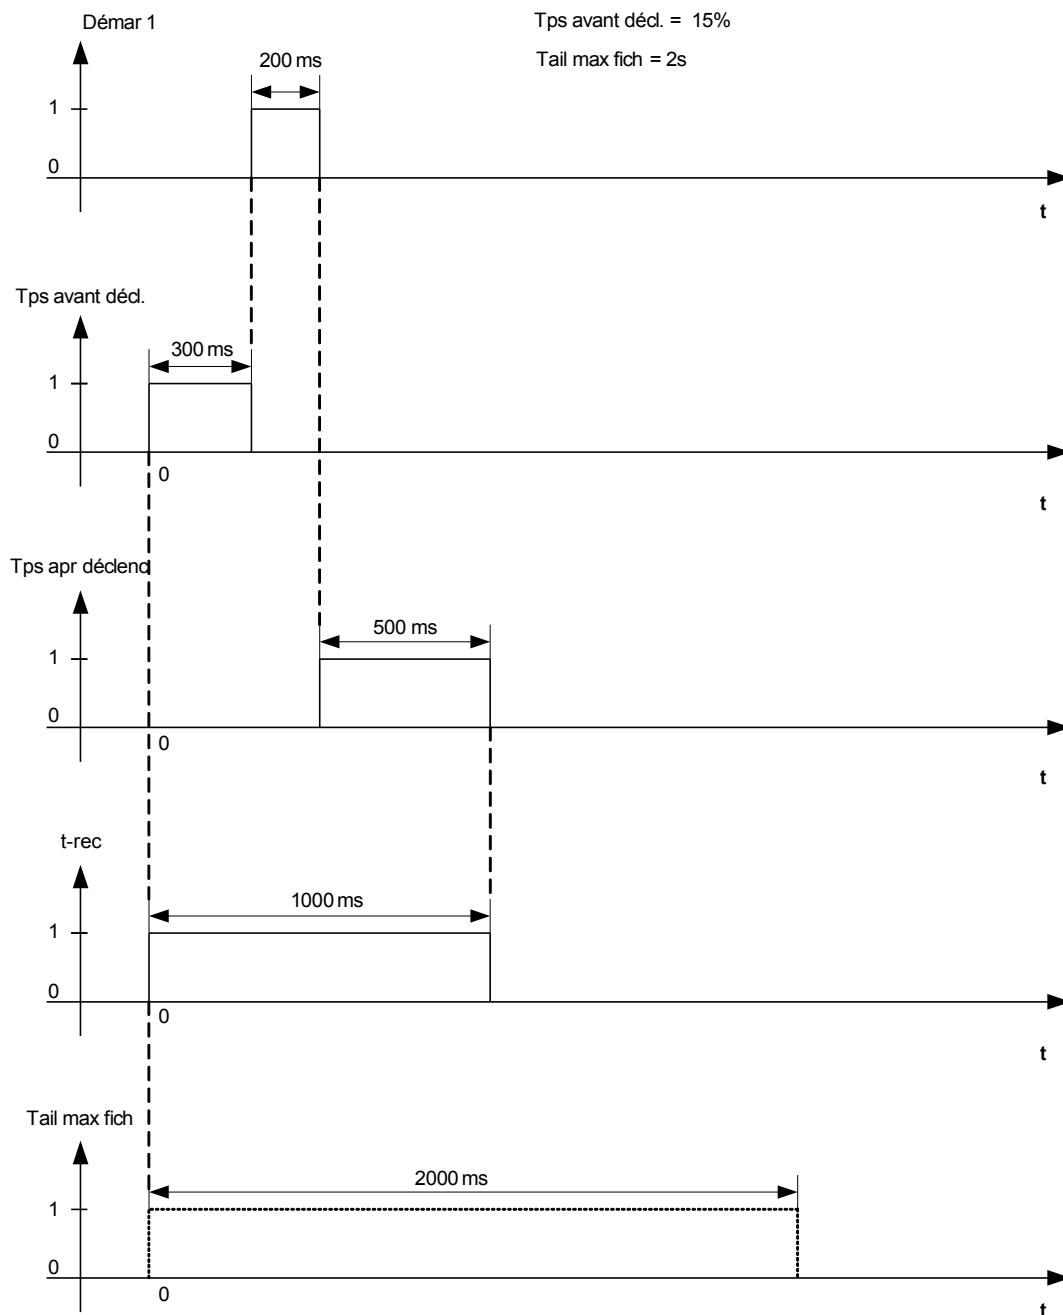 Démar 1
Tps avant décl. = 15%
Tail max fich = 2s
200 ms
1
0
t
Tps avant décl.
300 ms
1
0
0
t
Tps apr déclenc
500 ms
1
0
0
t
t-rec
1000 ms
1
0
0
t
Tail max fich
2000 ms
1
0
0
t